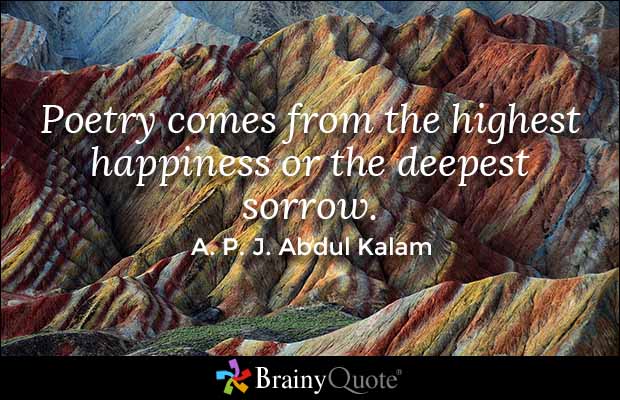 Poetry comes from the highest
happiness or the deepest
sorrow.
A. P. J. Abdul Kalam
BrainyQuote®